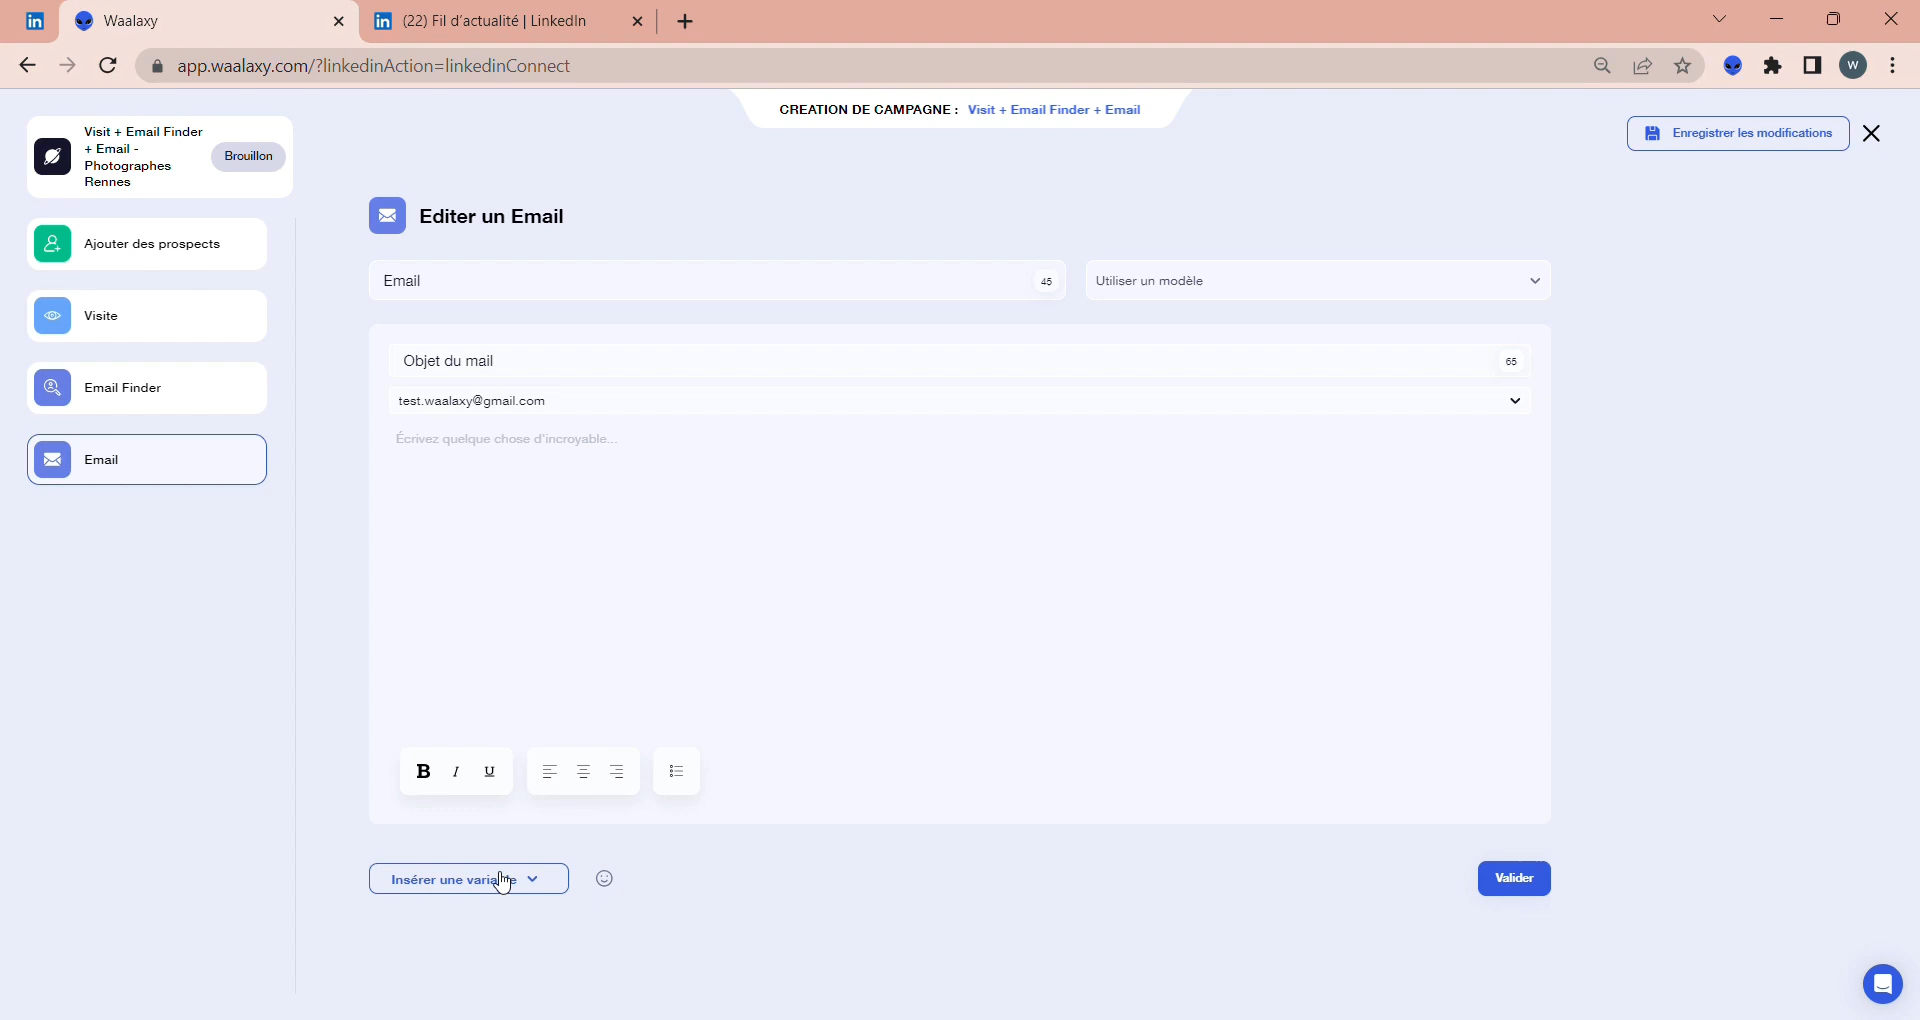 in
Waalaxy
in (22) Fil d'actualité | LinkedIn
app.waalaxy.com/?linkedinAction=linkedinConnect
W
CREATION DE CAMPAGNE : Visit + Email Finder + Email
Visit + Email Finder
+ Email -
Photographes
Rennes
Brouillon
Enregistrer les modifications
Ajouter des prospects
Visite
Email Finder
Email
Editer un Email
Email 45
Utiliser un modèle
Objet du mail 65
test.waalaxy@gmail.com
Écrivez quelque chose d'incroyable...
B I U
Insérer une variable
Valider